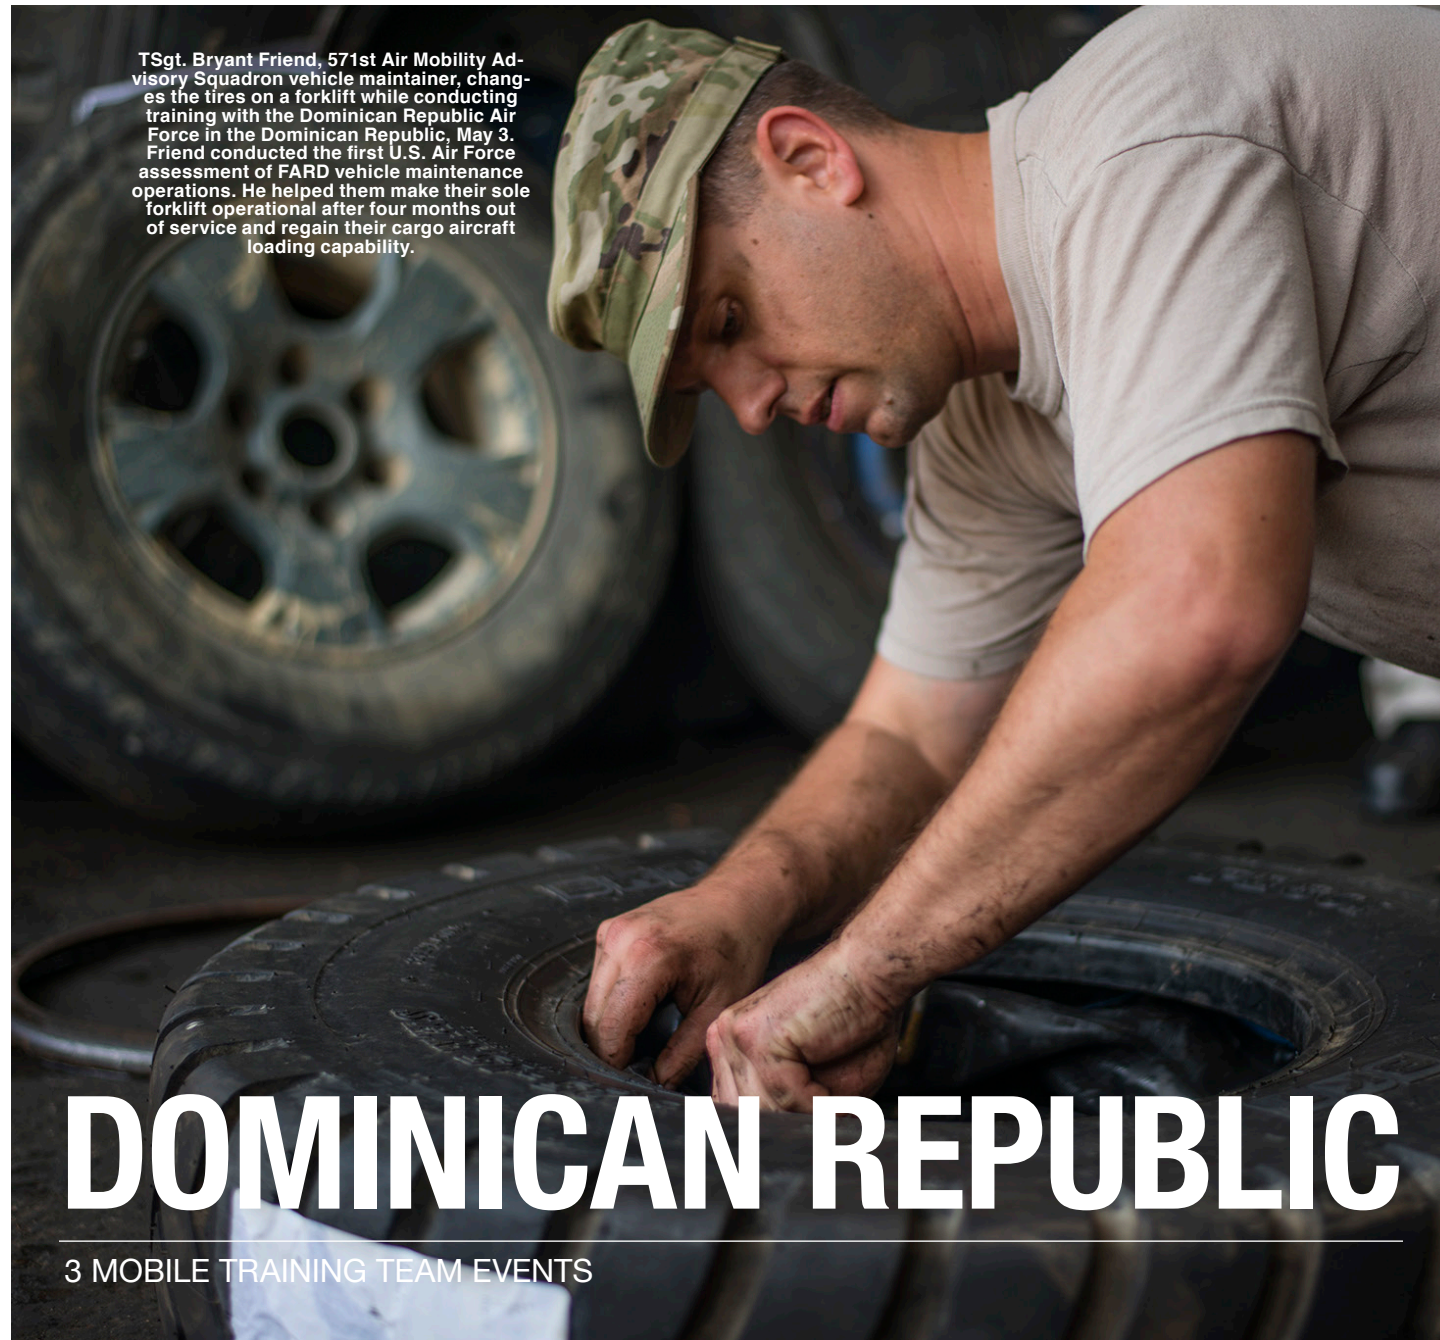 TSgt. Bryant Friend, 571st Air Mobility Ad-
visory Squadron vehicle maintainer, chang-
es the tires on a forklift while conducting
training with the Dominican Republic Air
Force in the Dominican Republic, May 3.
Friend conducted the first U.S. Air Force
assessment of FARD vehicle maintenance
operations. He helped them make their sole
forklift operational after four months out
of service and regain their cargo aircraft
loading capability.
DOMINICAN REPUBLIC
3 MOBILE TRAINING TEAM EVENTS